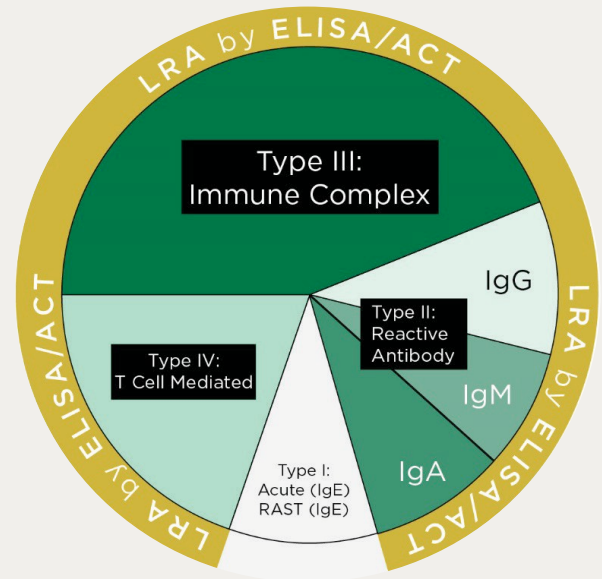 LRA by ELISA/ACT
Type III:
Immune Complex
IgG
LRA by ELISA/ACT
Type II:
Reactive
Antibody
IgM
IgA
Type I:
Acute (IgE)
RAST (IgE)
Type IV:
T Cell Mediated
LRA by ELISA/ACT